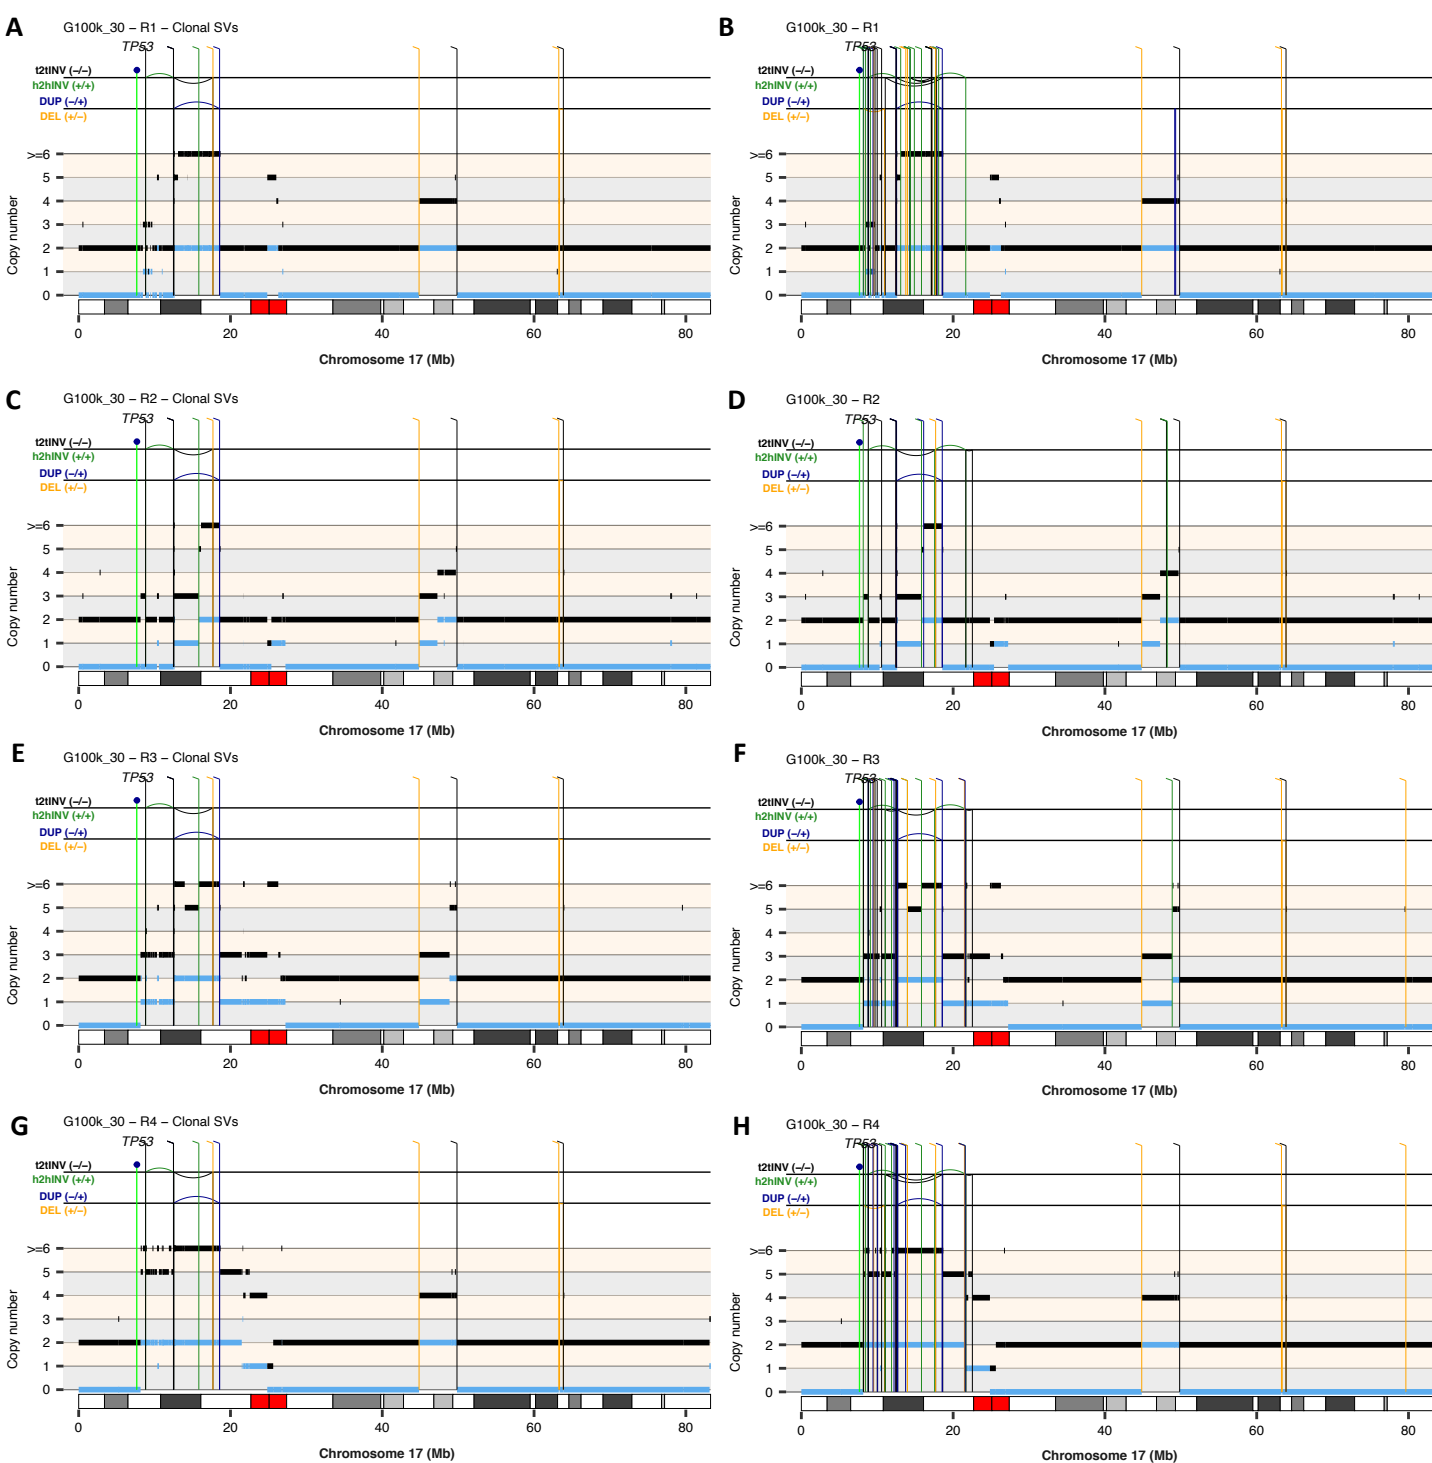 A
G100k_30 – R1 – Clonal SVs
TP53
t2tINV (–/–)
h2hINV (+/+)
DUP (–/+)
DEL (+/–)
>=6
5
4
3
2
1
0
Copy number
0 20 40 60 80
Chromosome 17 (Mb)
B
G100k_30 – R1
TP53
t2tINV (–/–)
h2hINV (+/+)
DUP (–/+)
DEL (+/–)
>=6
5
4
3
2
1
0
Copy number
0 20 40 60 80
Chromosome 17 (Mb)
C
G100k_30 – R2 – Clonal SVs
TP53
t2tINV (–/–)
h2hINV (+/+)
DUP (–/+)
DEL (+/–)
>=6
5
4
3
2
1
0
Copy number
0 20 40 60 80
Chromosome 17 (Mb)
D
G100k_30 – R2
TP53
t2tINV (–/–)
h2hINV (+/+)
DUP (–/+)
DEL (+/–)
>=6
5
4
3
2
1
0
Copy number
0 20 40 60 80
Chromosome 17 (Mb)
E
G100k_30 – R3 – Clonal SVs
TP53
t2tINV (–/–)
h2hINV (+/+)
DUP (–/+)
DEL (+/–)
>=6
5
4
3
2
1
0
Copy number
0 20 40 60 80
Chromosome 17 (Mb)
F
G100k_30 – R3
TP53
t2tINV (–/–)
h2hINV (+/+)
DUP (–/+)
DEL (+/–)
>=6
5
4
3
2
1
0
Copy number
0 20 40 60 80
Chromosome 17 (Mb)
G
G100k_30 – R4 – Clonal SVs
TP53
t2tINV (–/–)
h2hINV (+/+)
DUP (–/+)
DEL (+/–)
>=6
5
4
3
2
1
0
Copy number
0 20 40 60 80
Chromosome 17 (Mb)
H
G100k_30 – R4
TP53
t2tINV (–/–)
h2hINV (+/+)
DUP (–/+)
DEL (+/–)
>=6
5
4
3
2
1
0
Copy number
0 20 40 60 80
Chromosome 17 (Mb)